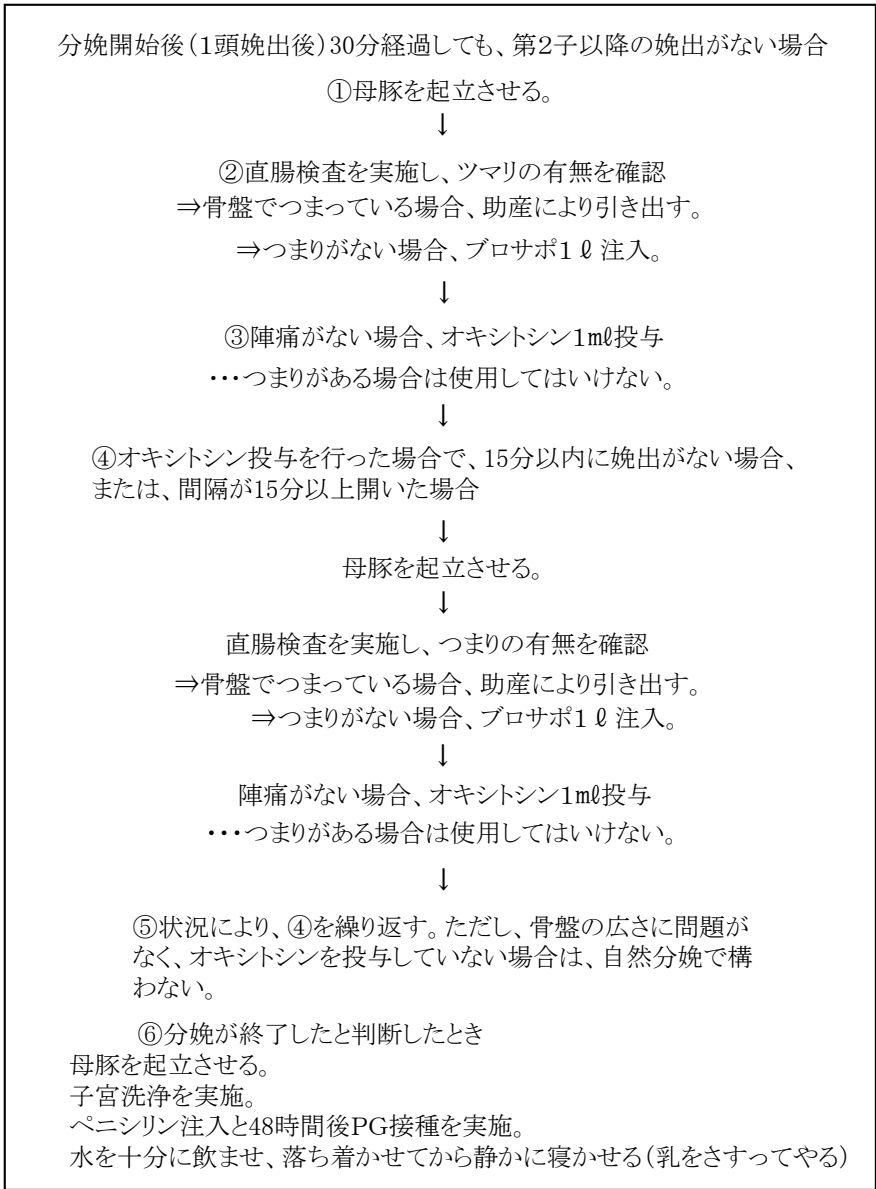 分娩開始後(1頭娩出後)30分経過しても、第2子以降の娩出がない場合
①母豚を起立させる。
↓
②直腸検査を実施し、ツマリの有無を確認
⇒骨盤でつまっている場合、助産により引き出す。
⇒つまりがない場合、ブロサポ1ℓ注入。
↓
③陣痛がない場合、オキシトシン1mℓ投与
・・・つまりがある場合は使用してはいけない。
↓
④オキシトシン投与を行った場合で、15分以内に娩出がない場合、
または、間隔が15分以上開いた場合
↓
母豚を起立させる。
↓
直腸検査を実施し、つまりの有無を確認
⇒骨盤でつまっている場合、助産により引き出す。
⇒つまりがない場合、ブロサポ1ℓ注入。
↓
陣痛がない場合、オキシトシン1mℓ投与
・・・つまりがある場合は使用してはいけない。
↓
⑤状況により、④を繰り返す。ただし、骨盤の広さに問題が
なく、オキシトシンを投与していない場合は、自然分娩で構
わない。
⑥分娩が終了したと判断したとき
母豚を起立させる。
子宮洗浄を実施。
ペニシリン注入と48時間後PG接種を実施。
水を十分に飲ませ、落ち着かせてから静かに寝かせる(乳をさすってやる)